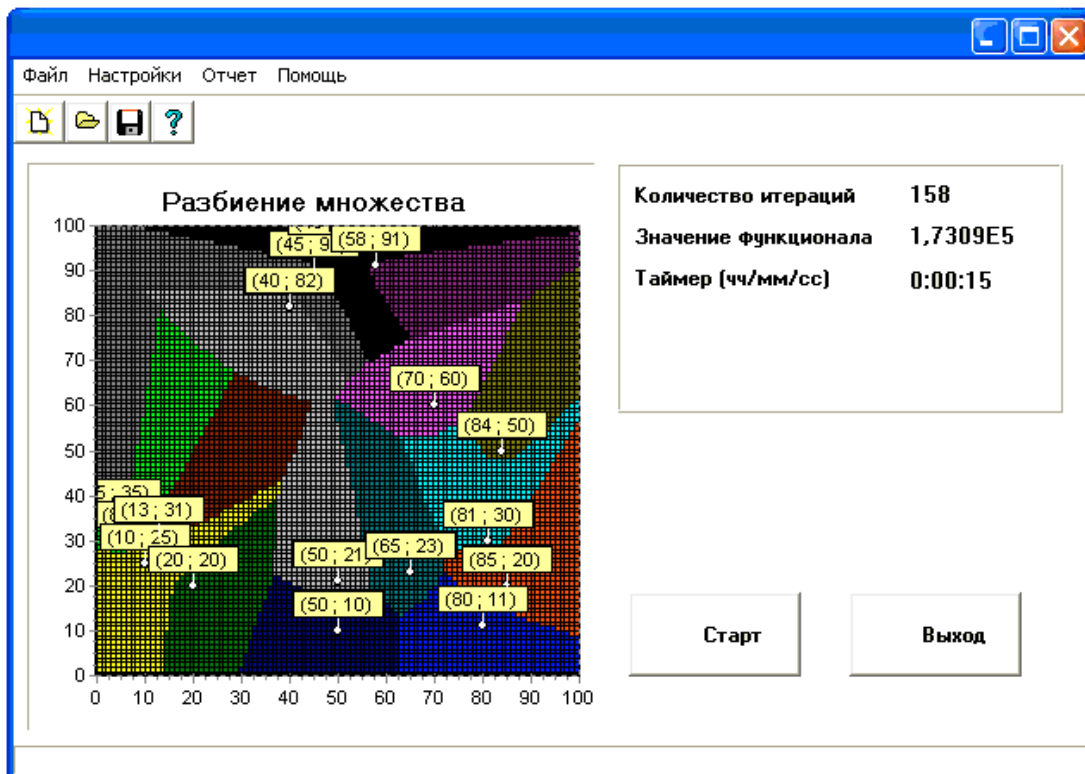 Файл Настройки Отчет Помощь
Разбиение множества
Количество итераций 158
Значение функционала 1,7309E5
Таймер (чч/мм/сс) 0:00:15
100
90
80
70
60
50
40
30
20
10
0
(58 ; 91)
(40 ; 82)
(70 ; 60)
(84 ; 50)
(13 ; 31)
(10 ; 25)
(20 ; 20)
(50 ; 21)
(65 ; 23)
(81 ; 30)
(85 ; 20)
(50 ; 10)
(80 ; 11)
0 10 20 30 40 50 60 70 80 90 100
Старт
Выход